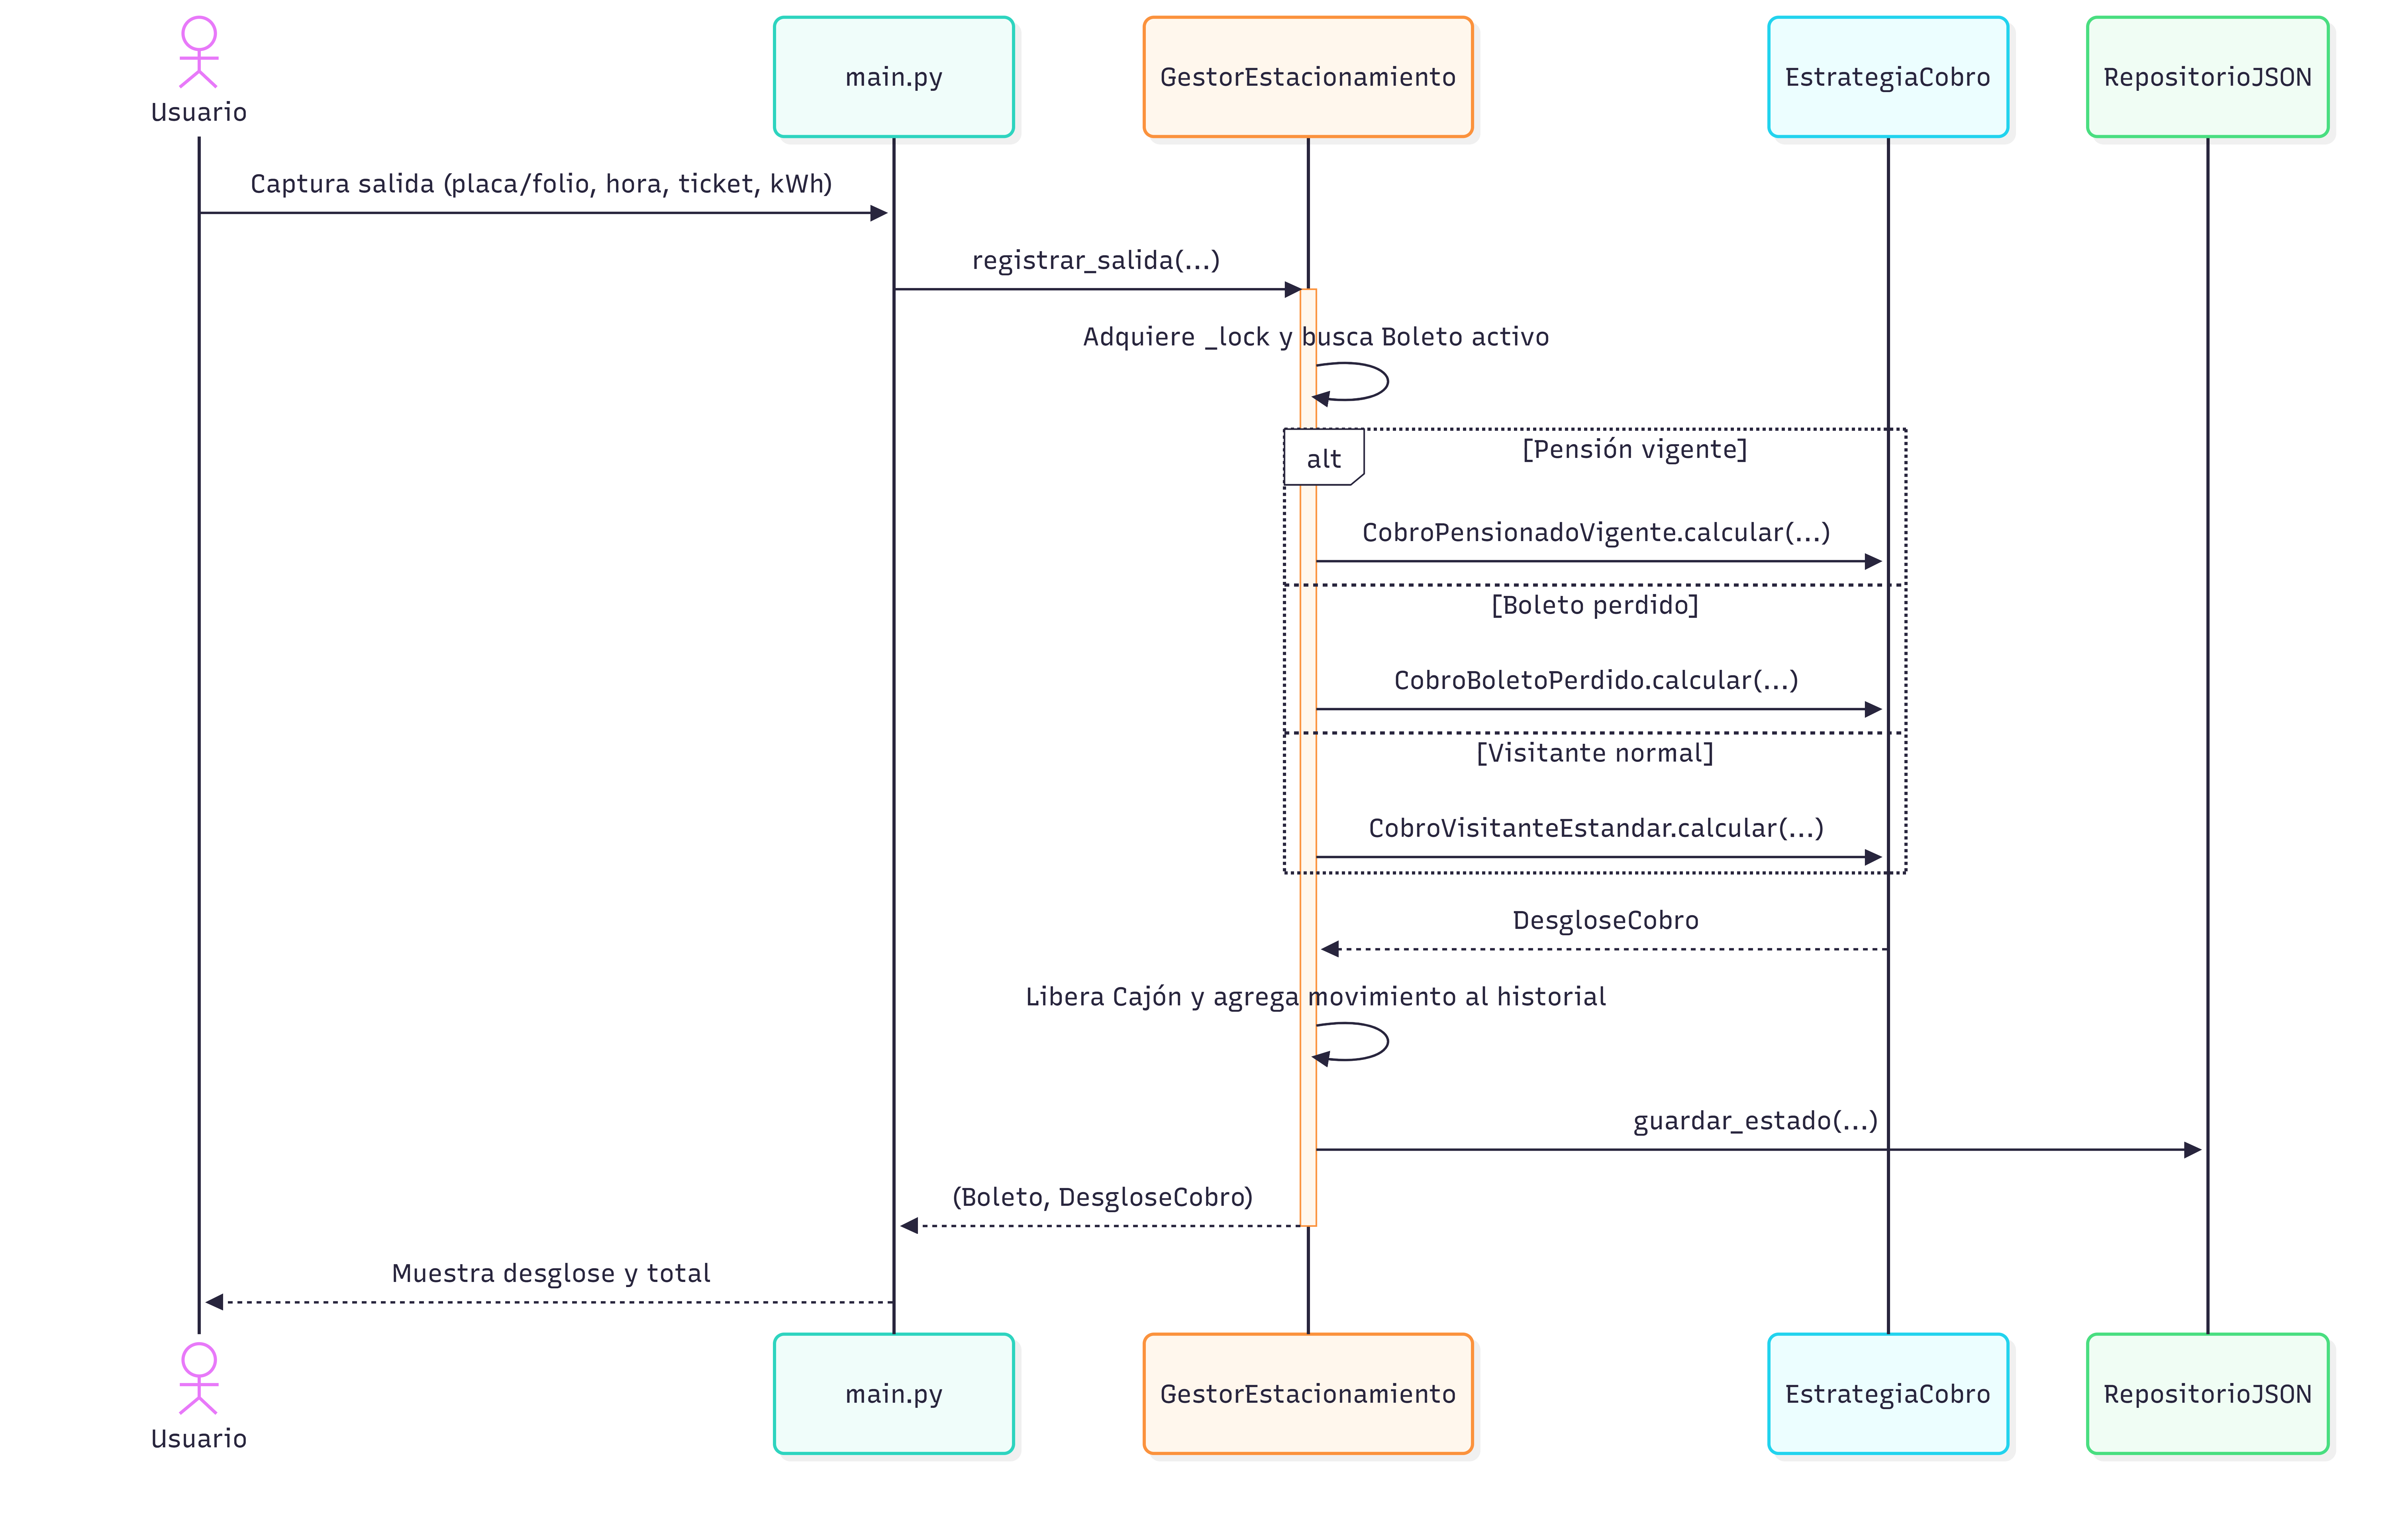 Usuario
main.py
GestorEstacionamiento
EstrategiaCobro
RepositorioJSON
Captura salida (placa/folio, hora, ticket, kWh)
registrar_salida(...)
Adquiere _lock y busca Boleto activo
alt
[Pensión vigente]
CobroPensionadoVigente.calcular(...)
[Boleto perdido]
CobroBoletoPerdido.calcular(...)
[Visitante normal]
CobroVisitanteEstandar.calcular(...)
DesgloseCobro
Libera Cajón y agrega movimiento al historial
guardar_estado(...)
(Boleto, DesgloseCobro)
Muestra desglose y total
Usuario
main.py
GestorEstacionamiento
EstrategiaCobro
RepositorioJSON